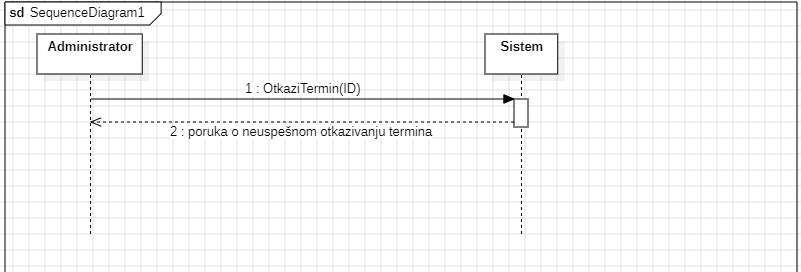 sd SequenceDiagram1
Administrator
Sistem
1 : OtkaziTermin(ID)
2 : poruka o neuspešnom otkazivanju termina